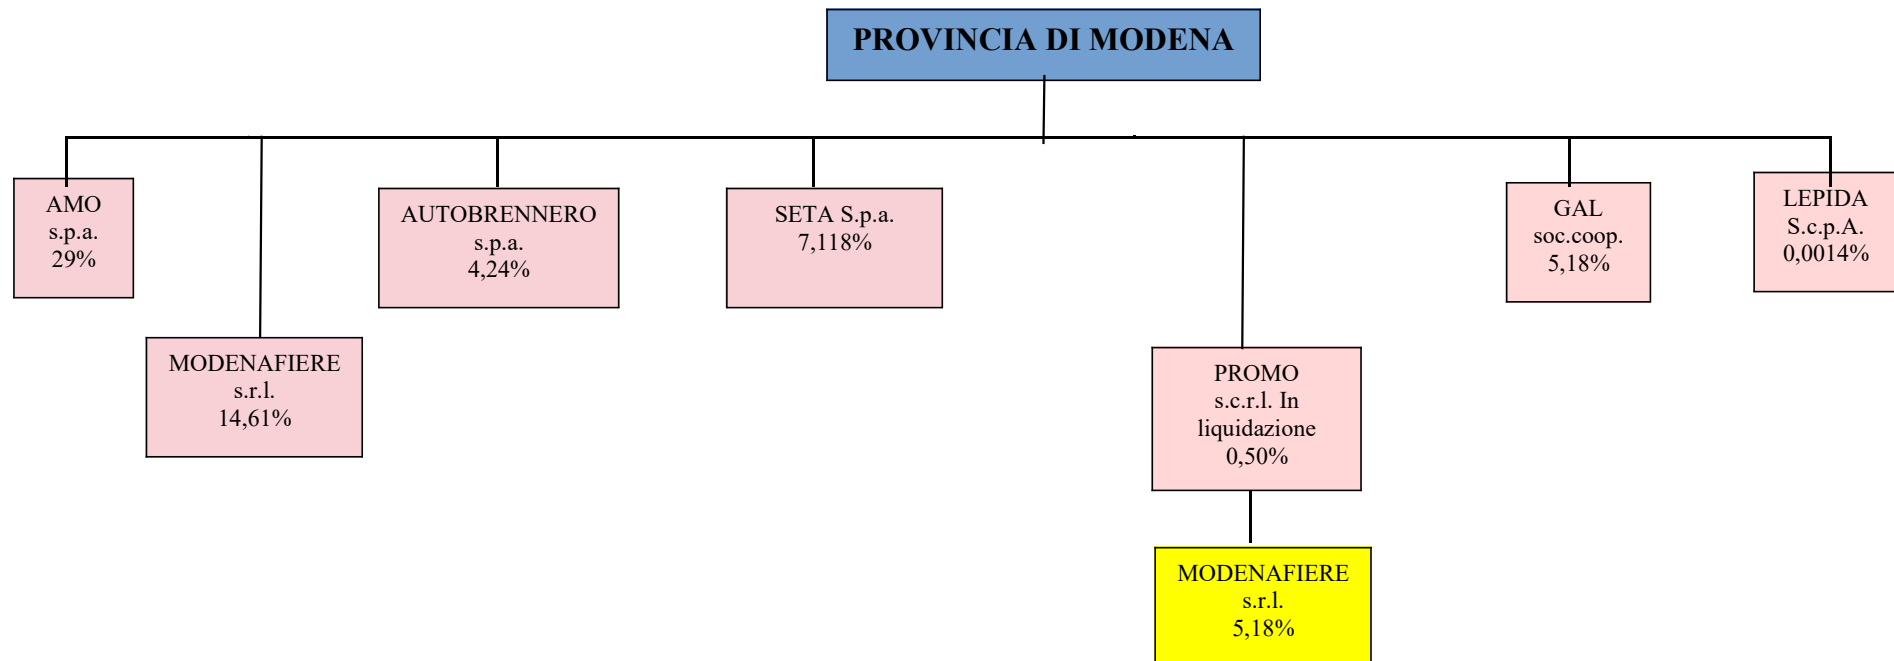 PROVINCIA DI MODENA
AMO
s.p.a.
29%
AUTOBRENNERO
s.p.a.
4,24%
SETA S.p.a.
7,118%
GAL
soc.coop.
5,18%
LEPIDA
S.c.p.A.
0,0014%
MODENAFIERE
s.r.l.
14,61%
PROMO
s.c.r.l. In
liquidazione
0,50%
MODENAFIERE
s.r.l.
5,18%